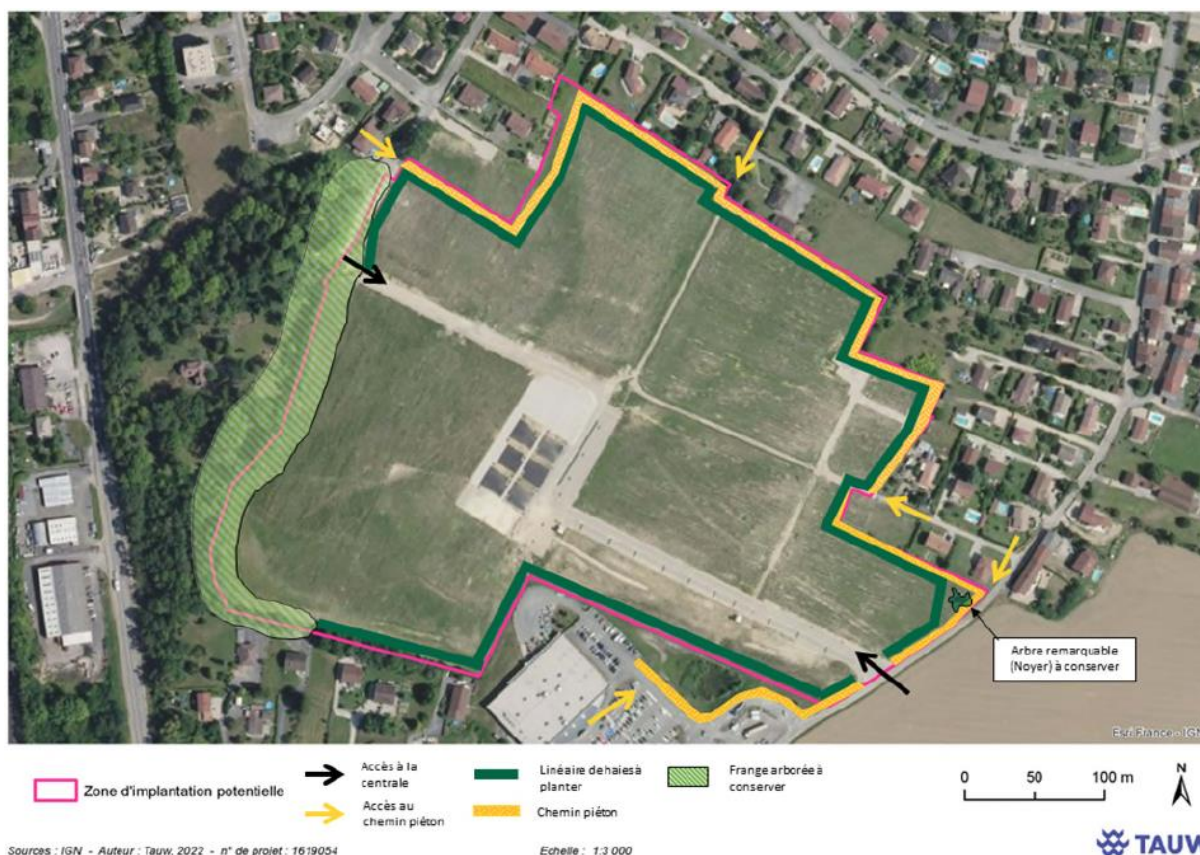 Arbre remarquable
(Noyer) à conserver
Esri France - IGN
Zone d'implantation potentielle
Accès à la
centrale
Accès au
chemin piéton
Linéaire de haies à
planter
Chemin piéton
Frange arborée à
conserver
0 50 100 m
N
Sources : IGN - Auteur : Tauw, 2022 - n° de projet : 1619054
Echelle : 1:3 000
TAUW